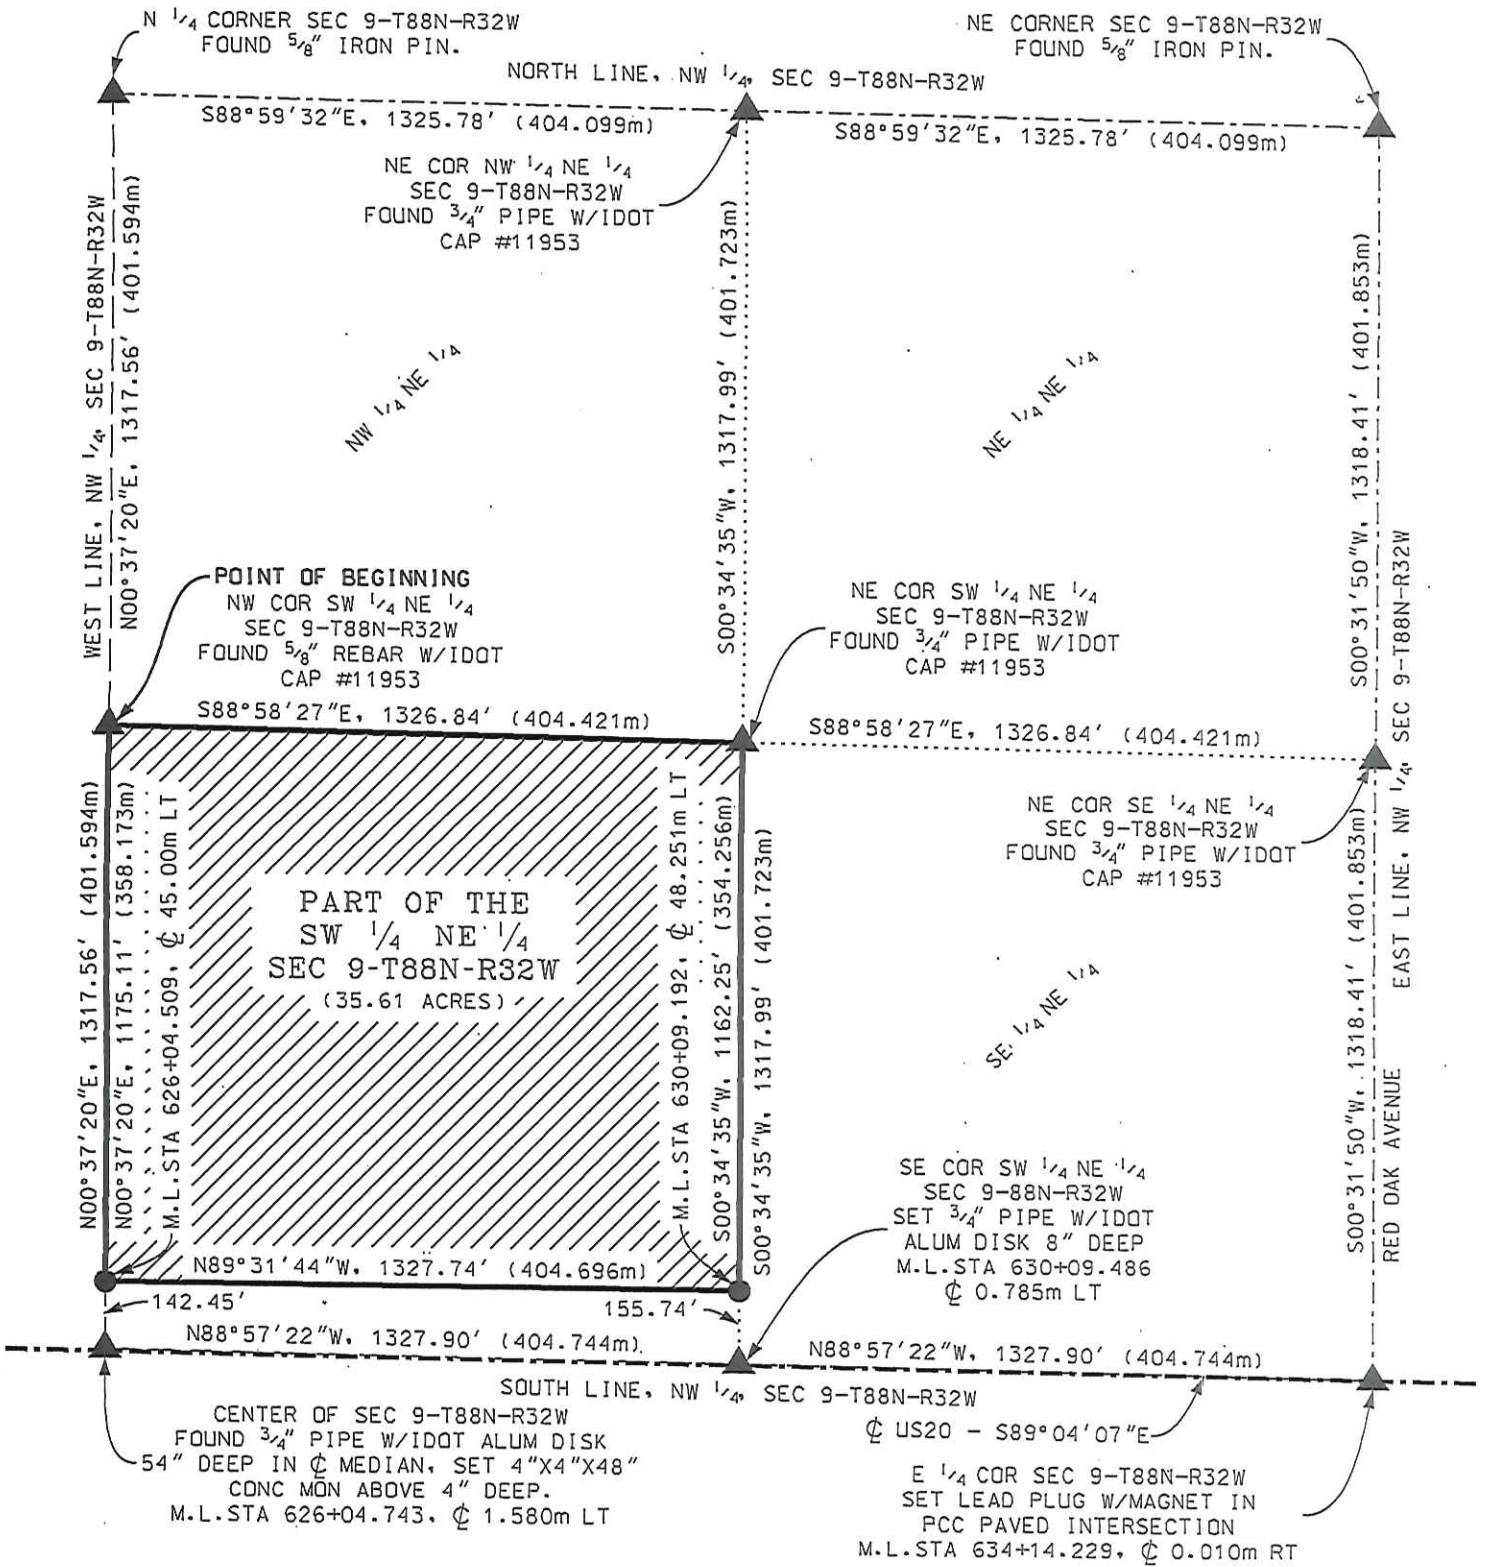 N 1/4 CORNER SEC 9-T88N-R32W
FOUND 5/8" IRON PIN.
NE CORNER SEC 9-T88N-R32W
FOUND 5/8" IRON PIN.
NORTH LINE, NW 1/4, SEC 9-T88N-R32W
S88°59'32"E, 1325.78' (404.099m)
S88°59'32"E, 1325.78' (404.099m)
NE COR NW 1/4 NE 1/4
SEC 9-T88N-R32W
FOUND 3/4" PIPE W/IDOT
CAP #11953
WEST LINE, NW 1/4, SEC 9-T88N-R32W
N00°37'20"E, 1317.56' (401.594m)
S00°34'35"W, 1317.99' (401.723m)
S00°31'50"W, 1318.41' (401.853m)
NW 1/4 NE 1/4
NE 1/4 NE 1/4
POINT OF BEGINNING
NW COR SW 1/4 NE 1/4
SEC 9-T88N-R32W
FOUND 5/8" REBAR W/IDOT
CAP #11953
NE COR SW 1/4 NE 1/4
SEC 9-T88N-R32W
FOUND 3/4" PIPE W/IDOT
CAP #11953
S88°58'27"E, 1326.84' (404.421m)
S88°58'27"E, 1326.84' (404.421m)
EAST LINE, NW 1/4, SEC 9-T88N-R32W
NE COR SE 1/4 NE 1/4
SEC 9-T88N-R32W
FOUND 3/4" PIPE W/IDOT
CAP #11953
N00°37'20"E, 1317.56' (401.594m)
N00°37'20"E, 1175.11' (358.173m)
M.L.STA 626+04.509, ℄ 45.00m LT
PART OF THE
SW 1/4 NE 1/4
SEC 9-T88N-R32W
(35.61 ACRES)
M.L.STA 630+09.192, ℄ 48.251m LT
S00°34'35"W, 1162.25' (354.256m)
S00°34'35"W, 1317.99' (401.723m)
SE 1/4 NE 1/4
S00°31'50"W, 1318.41' (401.853m)
RED OAK AVENUE
SE COR SW 1/4 NE 1/4
SEC 9-88N-R32W
SET 3/4" PIPE W/IDOT
ALUM DISK 8" DEEP
M.L.STA 630+09.486
℄ 0.785m LT
N89°31'44"W, 1327.74' (404.696m)
142.45'
155.74'
N88°57'22"W, 1327.90' (404.744m)
N88°57'22"W, 1327.90' (404.744m)
SOUTH LINE, NW 1/4, SEC 9-T88N-R32W
CENTER OF SEC 9-T88N-R32W
FOUND 3/4" PIPE W/IDOT ALUM DISK
54" DEEP IN ℄ MEDIAN, SET 4"X4"X48"
CONC MON ABOVE 4" DEEP.
M.L.STA 626+04.743, ℄ 1.580m LT
℄ US20 - S89°04'07"E
E 1/4 COR SEC 9-T88N-R32W
SET LEAD PLUG W/MAGNET IN
PCC PAVED INTERSECTION
M.L.STA 634+14.229, ℄ 0.010m RT